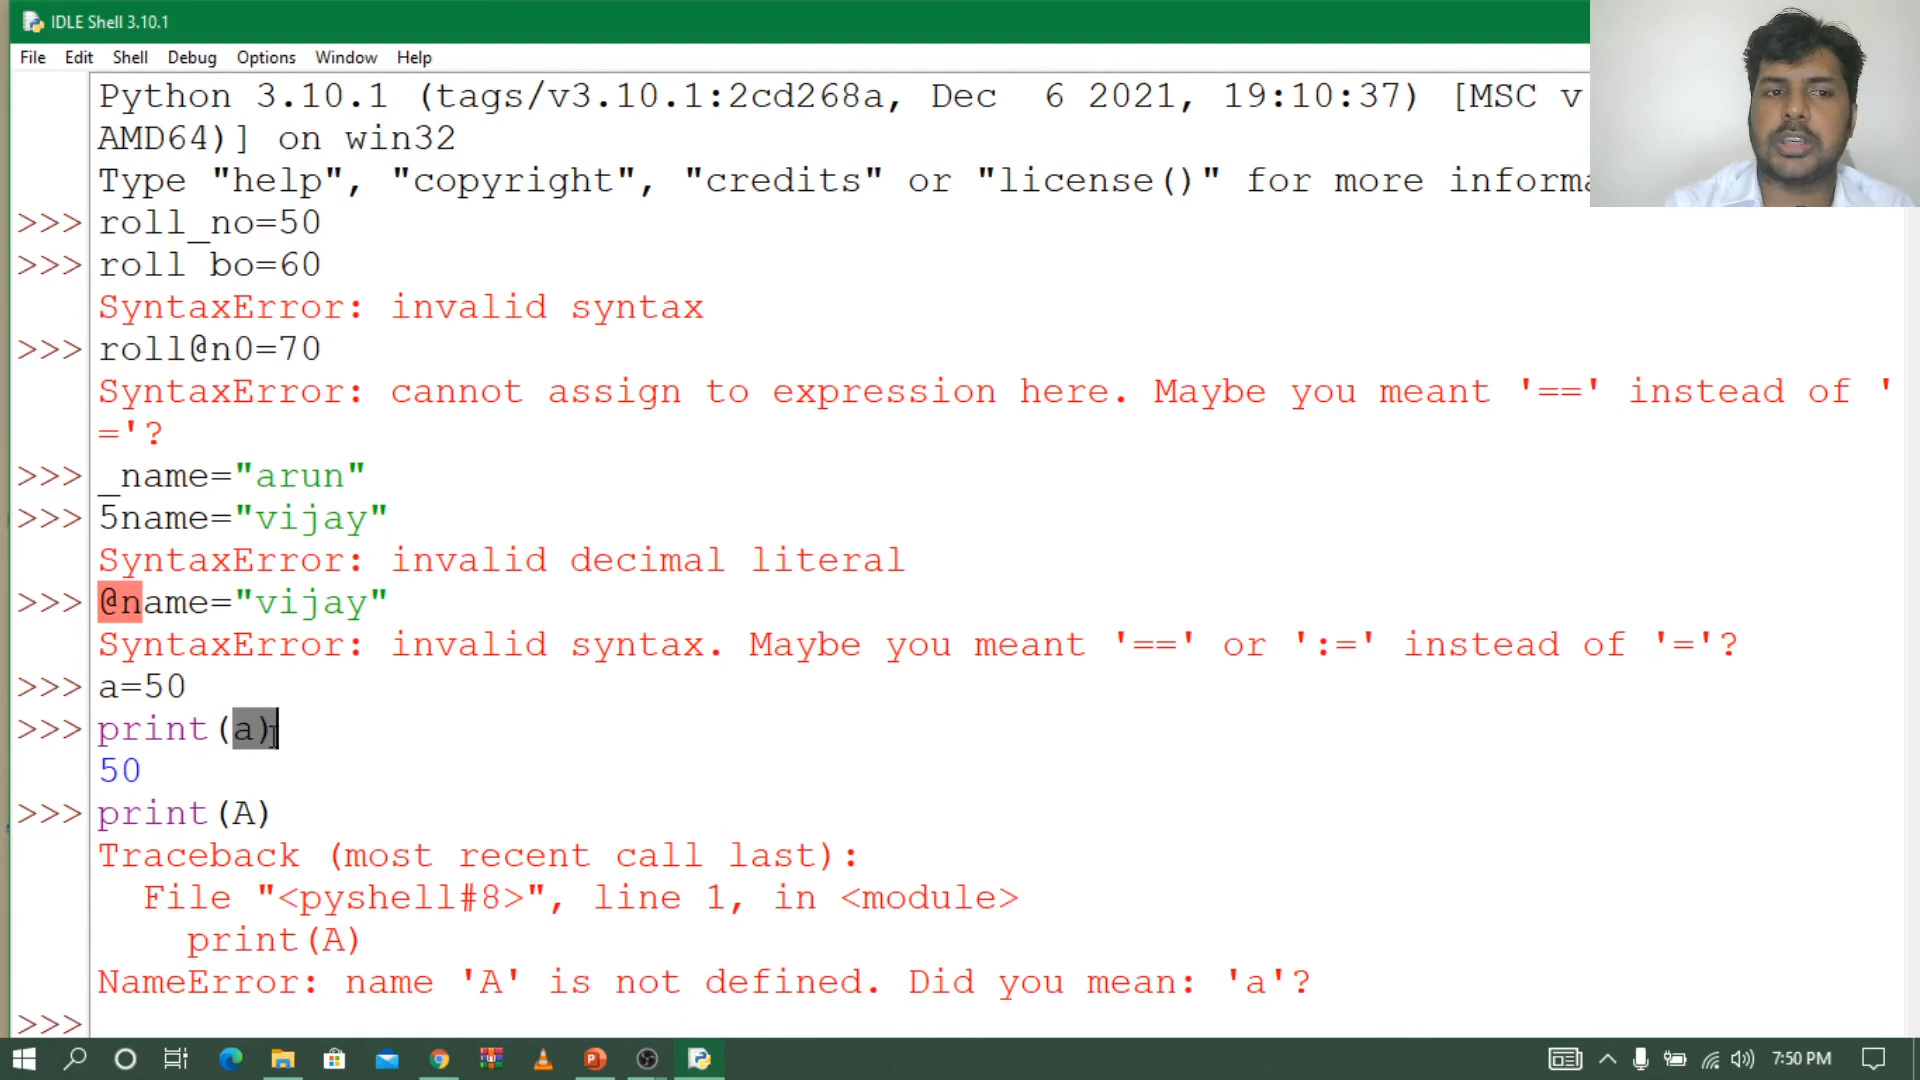 IDLE Shell 3.10.1
File Edit Shell Debug Options Window Help
Python 3.10.1 (tags/v3.10.1:2cd268a, Dec  6 2021, 19:10:37) [MSC v
AMD64)] on win32
Type "help", "copyright", "credits" or "license()" for more inform
>>> roll_no=50
>>> roll bo=60
SyntaxError: invalid syntax
>>> roll@n0=70
SyntaxError: cannot assign to expression here. Maybe you meant '==' instead of '
='?
>>> _name="arun"
>>> 5name="vijay"
SyntaxError: invalid decimal literal
>>> @name="vijay"
SyntaxError: invalid syntax. Maybe you meant '==' or ':=' instead of '='?
>>> a=50
>>> print(a)
50
>>> print(A)
Traceback (most recent call last):
  File "<pyshell#8>", line 1, in <module>
    print(A)
NameError: name 'A' is not defined. Did you mean: 'a'?
>>>
7:50 PM